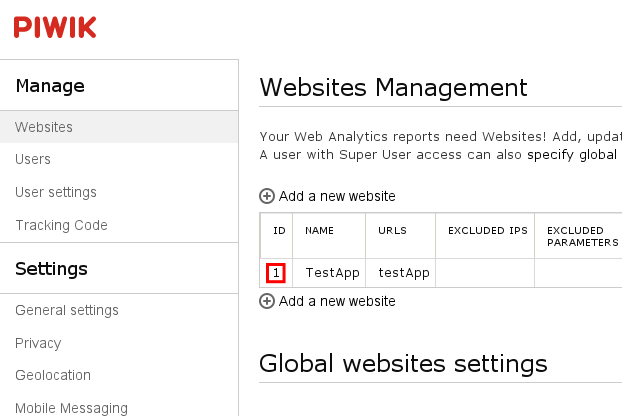 PIWIK
Manage
Websites
Users
User settings
Tracking Code
Settings
General settings
Privacy
Geolocation
Mobile Messaging
Websites Management
Your Web Analytics reports need Websites! Add, updat
A user with Super User access can also specify global
Add a new website
ID NAME URLS EXCLUDED IPS EXCLUDED PARAMETERS
1 TestApp testApp
Add a new website
Global websites settings